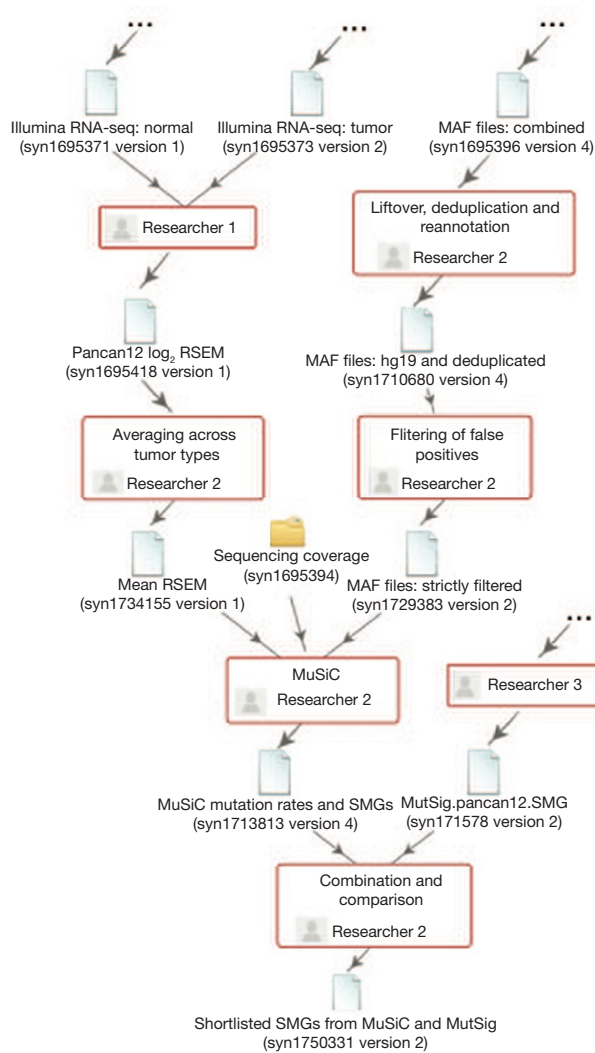 ...
...
...
Illumina RNA-seq: normal
(syn1695371 version 1)
Illumina RNA-seq: tumor
(syn1695373 version 2)
MAF files: combined
(syn1695396 version 4)
Researcher 1
Liftover, deduplication and
reannotation
Researcher 2
Pancan12 log₂ RSEM
(syn1695418 version 1)
MAF files: hg19 and deduplicated
(syn1710680 version 4)
Averaging across
tumor types
Researcher 2
Flitering of false
positives
Researcher 2
Sequencing coverage
(syn1695394)
Mean RSEM
(syn1734155 version 1)
MAF files: strictly filtered
(syn1729383 version 2)
...
MuSiC
Researcher 2
Researcher 3
MuSiC mutation rates and SMGs
(syn1713813 version 4)
MutSig.pancan12.SMG
(syn171578 version 2)
Combination and
comparison
Researcher 2
Shortlisted SMGs from MuSiC and MutSig
(syn1750331 version 2)